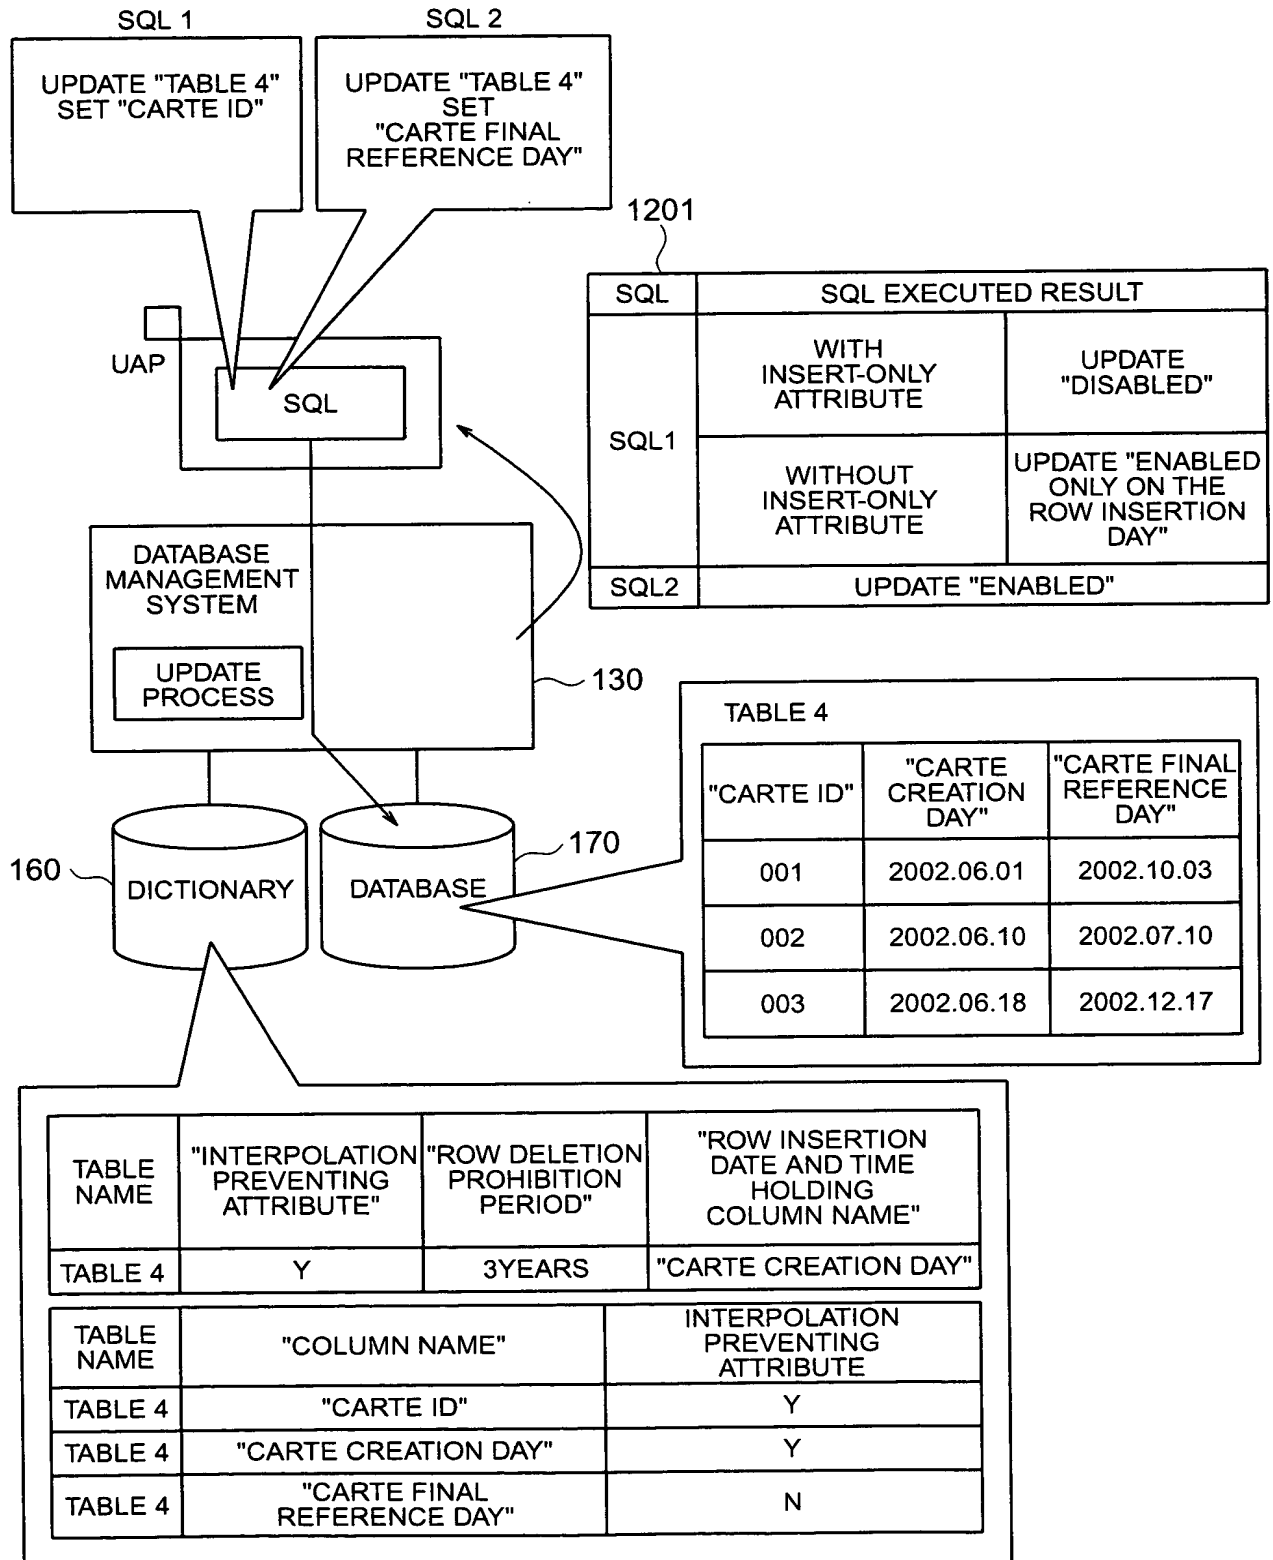 SQL 1
UPDATE "TABLE 4"
SET "CARTE ID"
SQL 2
UPDATE "TABLE 4"
SET
"CARTE FINAL
REFERENCE DAY"
UAP
SQL
1201
SQL
SQL EXECUTED RESULT
SQL1
WITH
INSERT-ONLY
ATTRIBUTE
UPDATE
"DISABLED"
WITHOUT
INSERT-ONLY
ATTRIBUTE
UPDATE "ENABLED
ONLY ON THE
ROW INSERTION
DAY"
SQL2
UPDATE "ENABLED"
DATABASE
MANAGEMENT
SYSTEM
UPDATE
PROCESS
130
160
DICTIONARY
DATABASE
170
TABLE 4
"CARTE ID"
"CARTE
CREATION
DAY"
"CARTE FINAL
REFERENCE
DAY"
001
2002.06.01
2002.10.03
002
2002.06.10
2002.07.10
003
2002.06.18
2002.12.17
TABLE
NAME
"INTERPOLATION
PREVENTING
ATTRIBUTE"
"ROW DELETION
PROHIBITION
PERIOD"
"ROW INSERTION
DATE AND TIME
HOLDING
COLUMN NAME"
TABLE 4
Y
3YEARS
"CARTE CREATION DAY"
TABLE
NAME
"COLUMN NAME"
INTERPOLATION
PREVENTING
ATTRIBUTE
TABLE 4
"CARTE ID"
Y
TABLE 4
"CARTE CREATION DAY"
Y
TABLE 4
"CARTE FINAL
REFERENCE DAY"
N